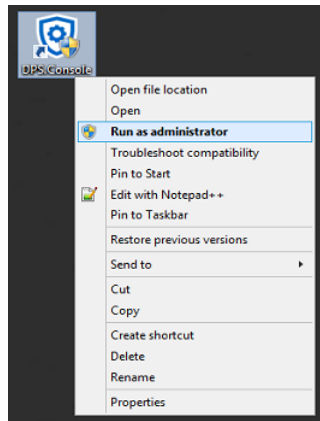 DPS.Console
Open file location
Open
Run as administrator
Troubleshoot compatibility
Pin to Start
Edit with Notepad++
Pin to Taskbar
Restore previous versions
Send to
Cut
Copy
Create shortcut
Delete
Rename
Properties